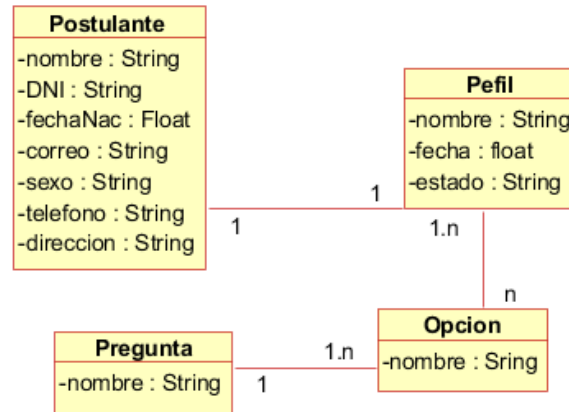 Postulante
-nombre : String
-DNI : String
-fechaNac : Float
-correo : String
-sexo : String
-telefono : String
-direccion : String
Pefil
-nombre : String
-fecha : float
-estado : String
1
1
1.n
n
Opcion
-nombre : Sring
1.n
1
Pregunta
-nombre : String